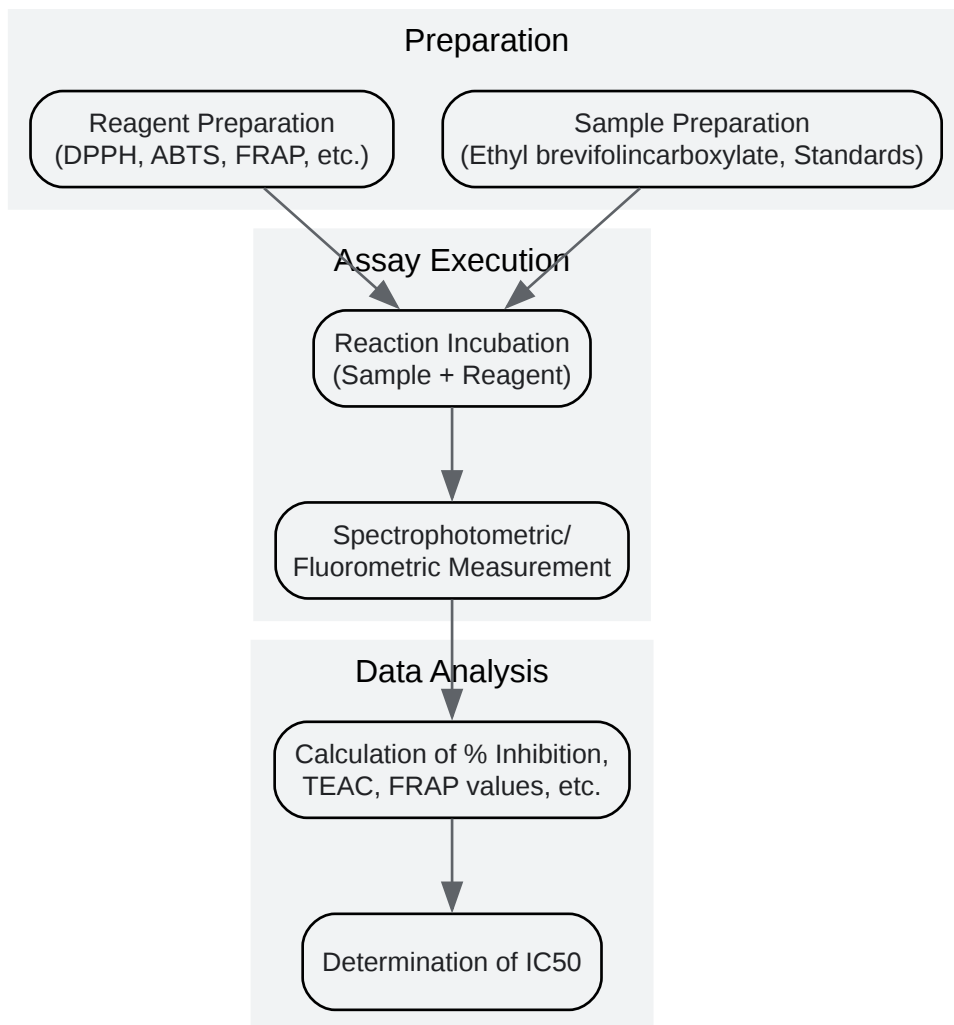 Preparation
Reagent Preparation
(DPPH, ABTS, FRAP, etc.)
Sample Preparation
(Ethyl brevifolincarboxylate, Standards)
Assay Execution
Reaction Incubation
(Sample + Reagent)
Spectrophotometric/
Fluorometric Measurement
Data Analysis
Calculation of % Inhibition,
TEAC, FRAP values, etc.
Determination of IC50